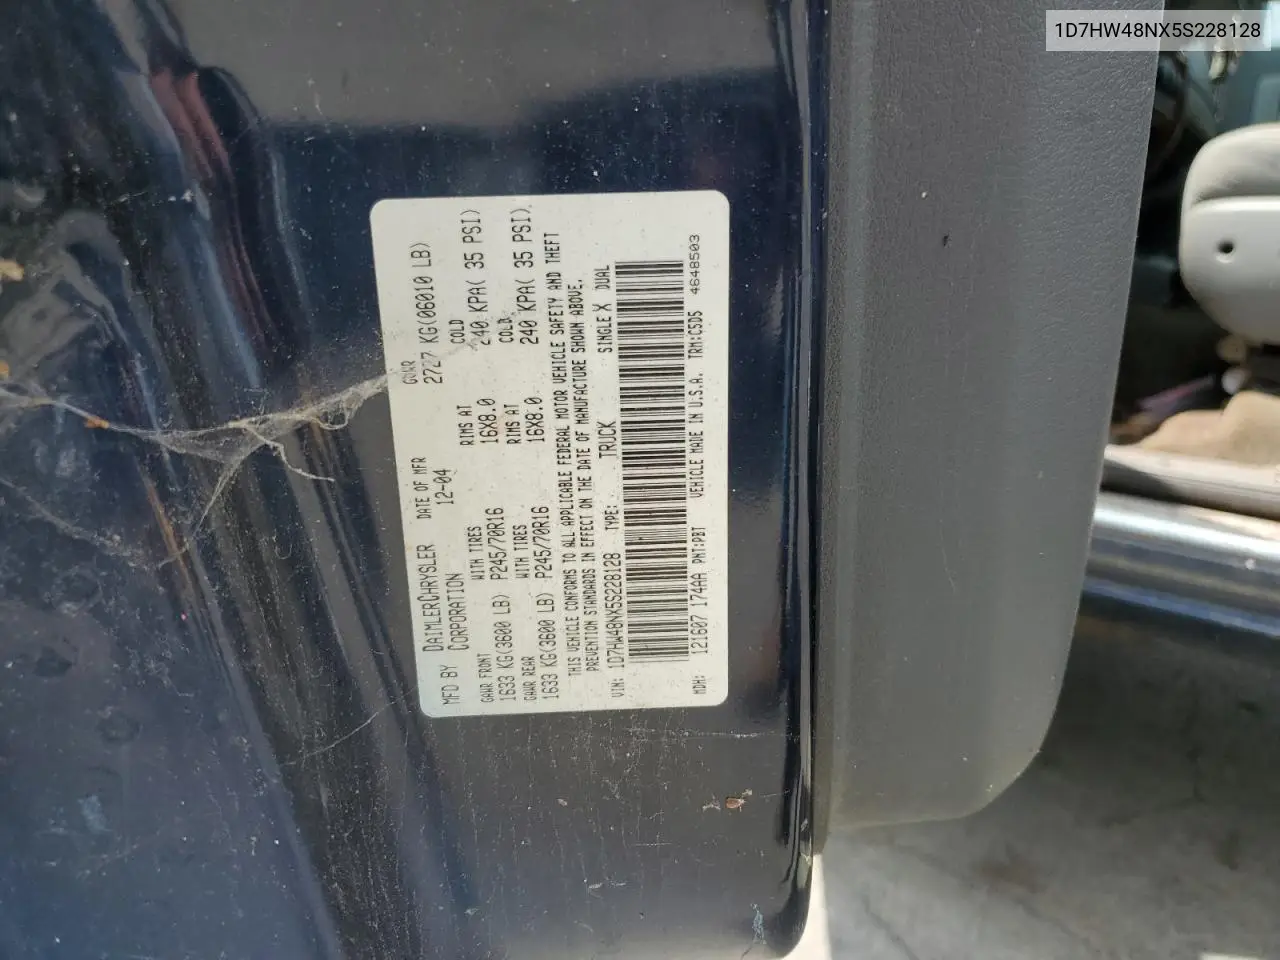 1D7HW48NX5S228128
MFD BY DAIMLERCHRYSLER CORPORATION
DATE OF MFR 12-04
GVWR 2727 KG(06010 LB)
GAWR FRONT WITH TIRES RIMS AT COLD
1633 KG(3600 LB) P245/70R16 16X8.0 240 KPA( 35 PSI)
GAWR REAR WITH TIRES RIMS AT COLD
1633 KG(3600 LB) P245/70R16 16X8.0 240 KPA( 35 PSI)
THIS VEHICLE CONFORMS TO ALL APPLICABLE FEDERAL MOTOR VEHICLE SAFETY AND THEFT
PREVENTION STANDARDS IN EFFECT ON THE DATE OF MANUFACTURE SHOWN ABOVE.
VIN: 1D7HW48NX5S228128 TYPE: TRUCK SINGLE X DUAL
MDH: 121607 174AA PNT:PBT VEHICLE MADE IN U.S.A. TRM:C5D5 4648503